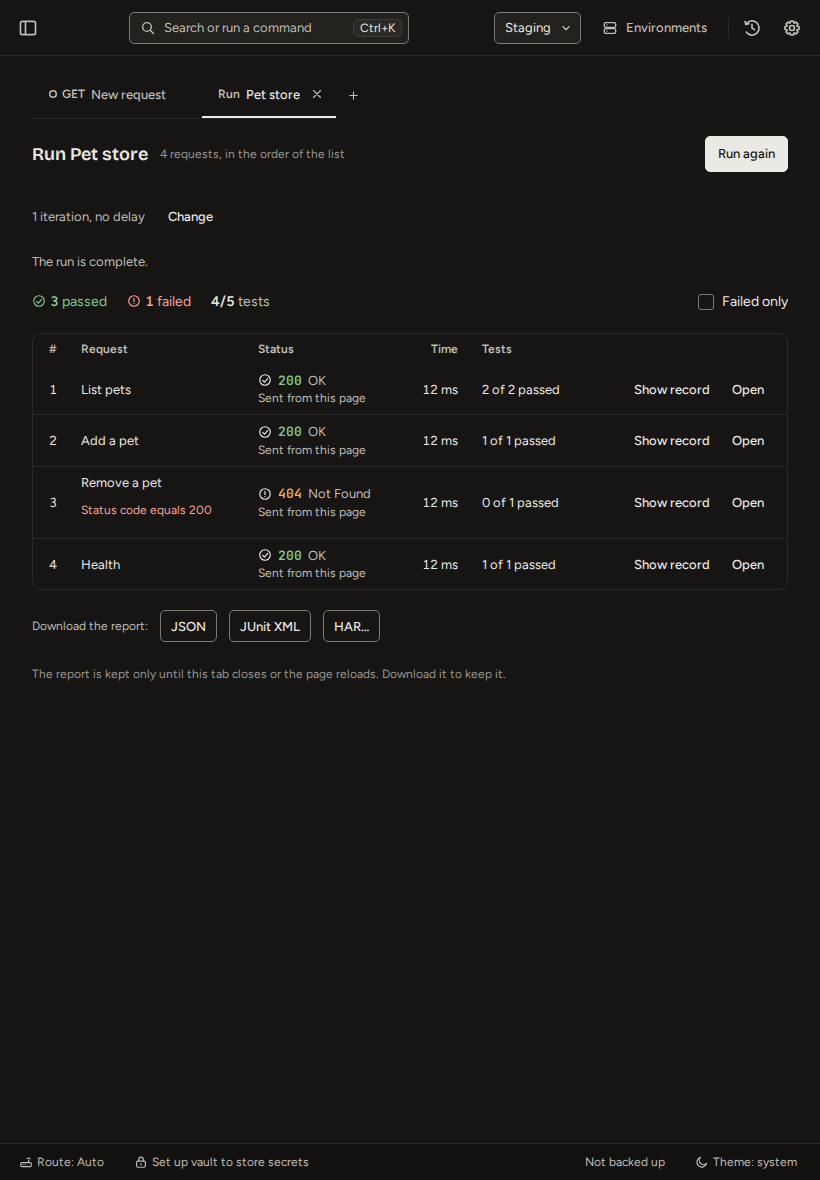 Search or run a command Ctrl+K Staging Environments
GET New request Run Pet store
Run Pet store 4 requests, in the order of the list Run again
1 iteration, no delay Change
The run is complete.
3 passed 1 failed 4/5 tests Failed only
# Request Status Time Tests
1 List pets 200 OK Sent from this page 12 ms 2 of 2 passed Show record Open
2 Add a pet 200 OK Sent from this page 12 ms 1 of 1 passed Show record Open
3 Remove a pet Status code equals 200 404 Not Found Sent from this page 12 ms 0 of 1 passed Show record Open
4 Health 200 OK Sent from this page 12 ms 1 of 1 passed Show record Open
Download the report: JSON JUnit XML HAR...
The report is kept only until this tab closes or the page reloads. Download it to keep it.
Route: Auto Set up vault to store secrets Not backed up Theme: system